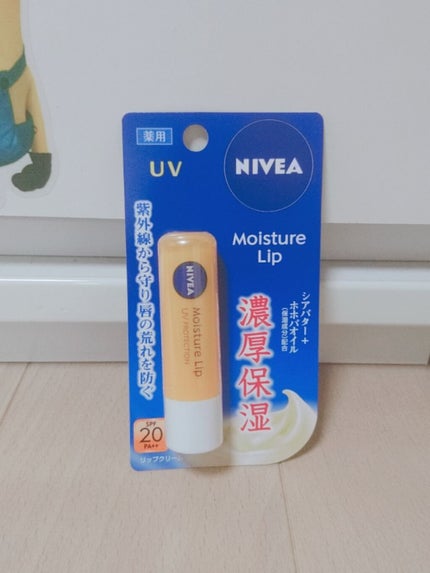 薬用
UV
NIVEA
Moisture
Lip
紫外線から守り唇の荒れを防ぐ
シアバター+
ホホバオイル
(保湿成分)配合
濃厚保湿
NIVEA
Moisture Lip
UV PROTECTION
SPF
20
PA++
リップクリーム